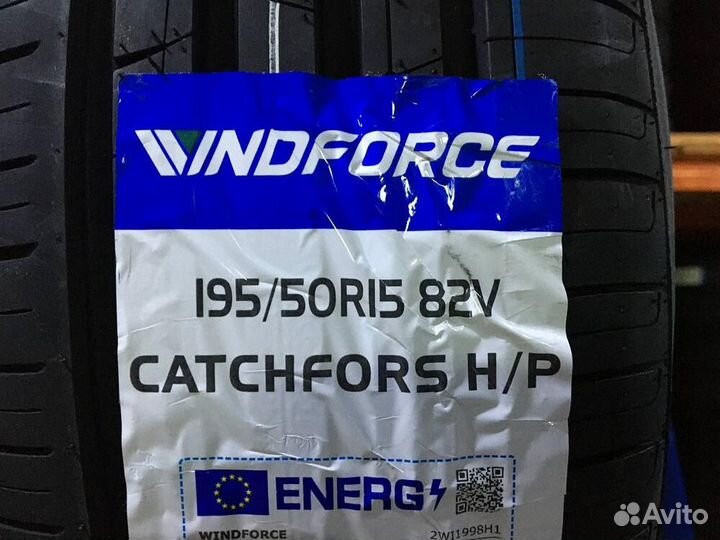 WINDFORCE
195/50R15 82V
CATCHFORS H/P
ENERG
WINDFORCE 2WI1998H1
Avito